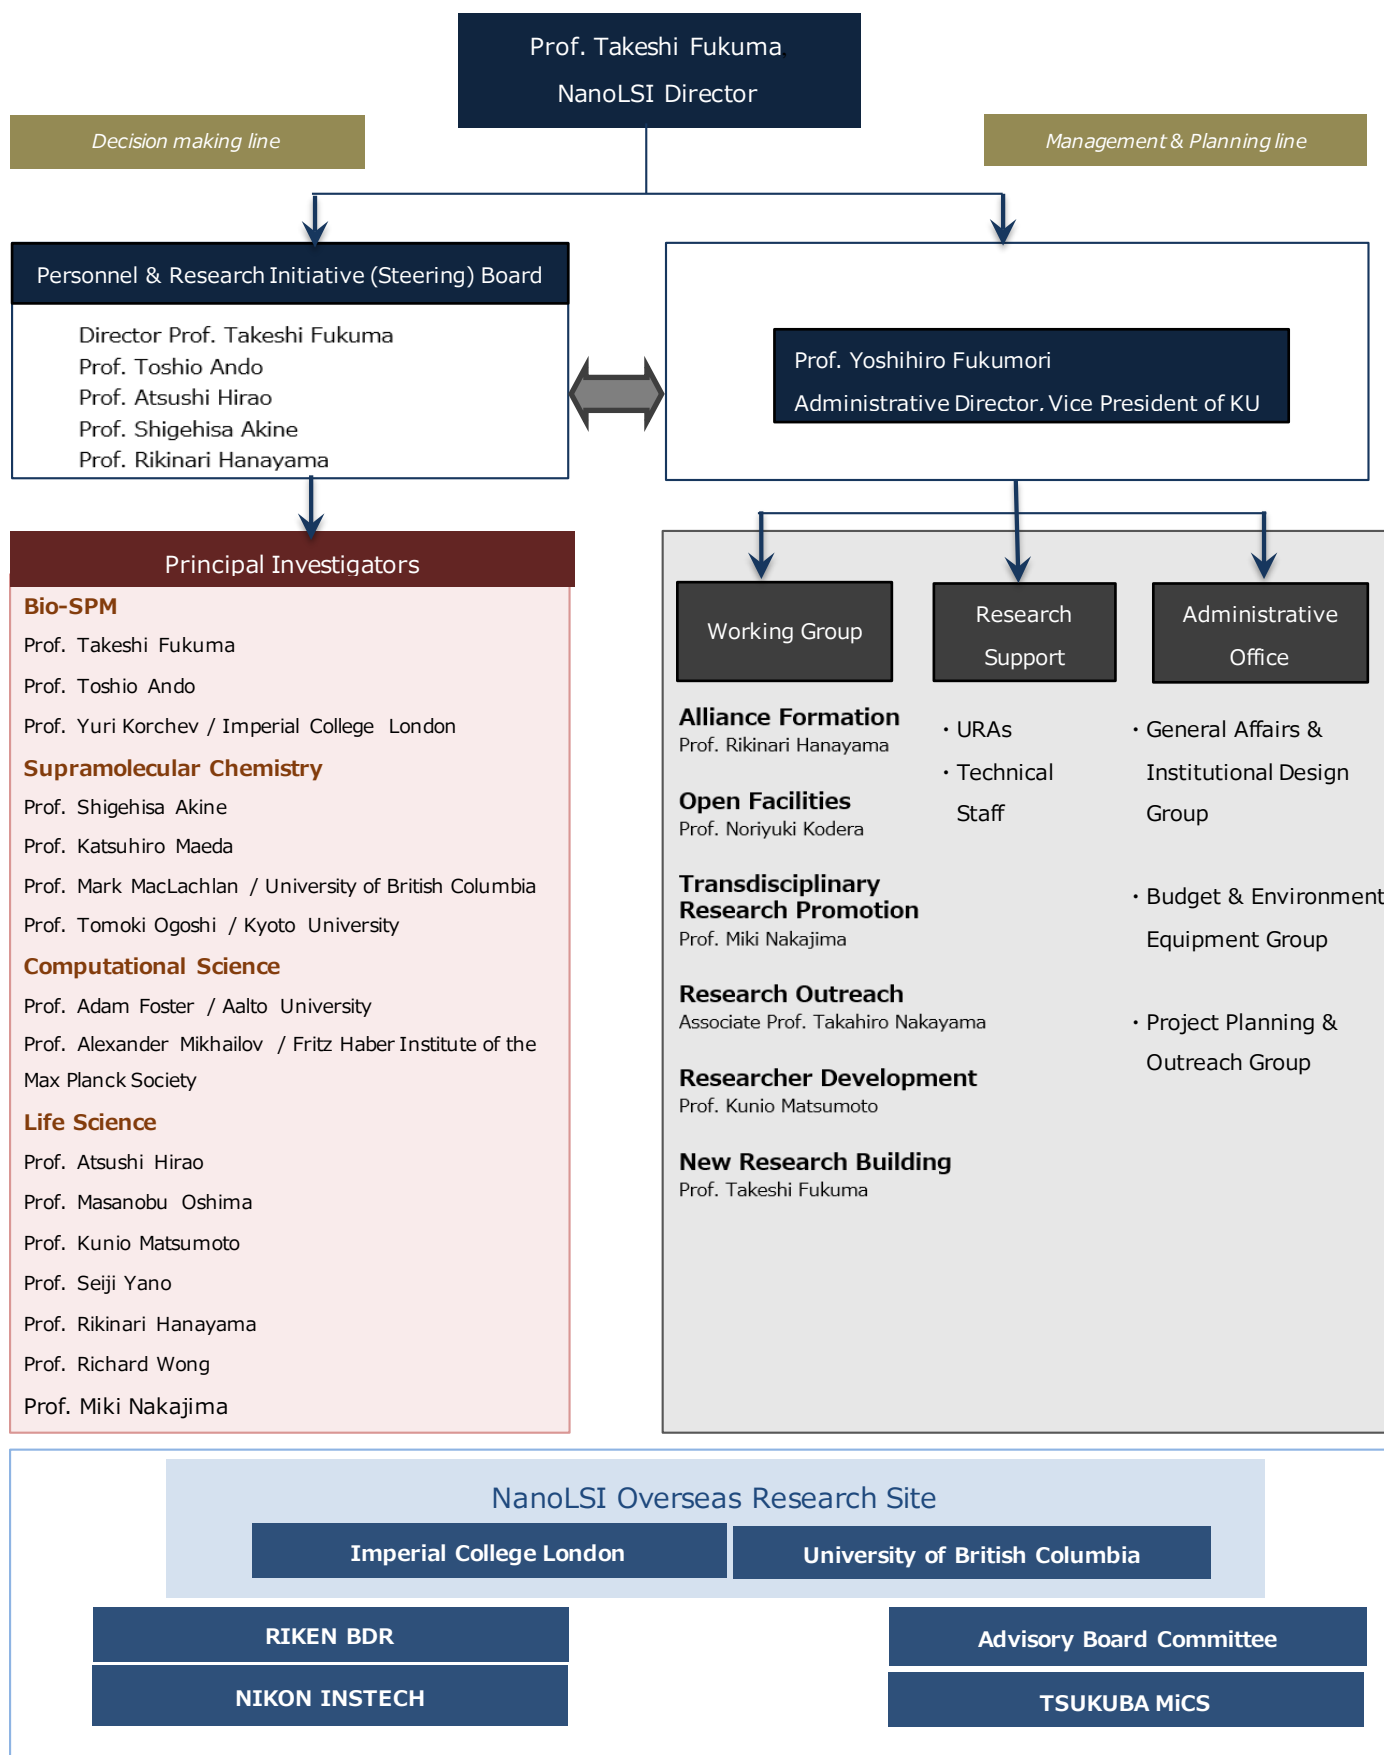 Prof. Takeshi Fukuma,
NanoLSI Director
Decision making line
Management & Planning line
Personnel & Research Initiative (Steering) Board
Director Prof. Takeshi Fukuma
Prof. Toshio Ando
Prof. Atsushi Hirao
Prof. Shigehisa Akine
Prof. Rikinari Hanayama
Prof. Yoshihiro Fukumori
Administrative Director, Vice President of KU
Principal Investigators
Bio-SPM
Prof. Takeshi Fukuma
Prof. Toshio Ando
Prof. Yuri Korchev / Imperial College London
Supramolecular Chemistry
Prof. Shigehisa Akine
Prof. Katsuhiro Maeda
Prof. Mark MacLachlan / University of British Columbia
Prof. Tomoki Ogoshi / Kyoto University
Computational Science
Prof. Adam Foster / Aalto University
Prof. Alexander Mikhailov / Fritz Haber Institute of the
Max Planck Society
Life Science
Prof. Atsushi Hirao
Prof. Masanobu Oshima
Prof. Kunio Matsumoto
Prof. Seiji Yano
Prof. Rikinari Hanayama
Prof. Richard Wong
Prof. Miki Nakajima
Working Group
Alliance Formation
Prof. Rikinari Hanayama
Open Facilities
Prof. Noriyuki Kodera
Transdisciplinary
Research Promotion
Prof. Miki Nakajima
Research Outreach
Associate Prof. Takahiro Nakayama
Researcher Development
Prof. Kunio Matsumoto
New Research Building
Prof. Takeshi Fukuma
Research
Support
・URAs
・Technical
Staff
Administrative
Office
・General Affairs &
Institutional Design
Group
・Budget & Environment
Equipment Group
・Project Planning &
Outreach Group
NanoLSI Overseas Research Site
Imperial College London
University of British Columbia
RIKEN BDR
Advisory Board Committee
NIKON INSTECH
TSUKUBA MiCS